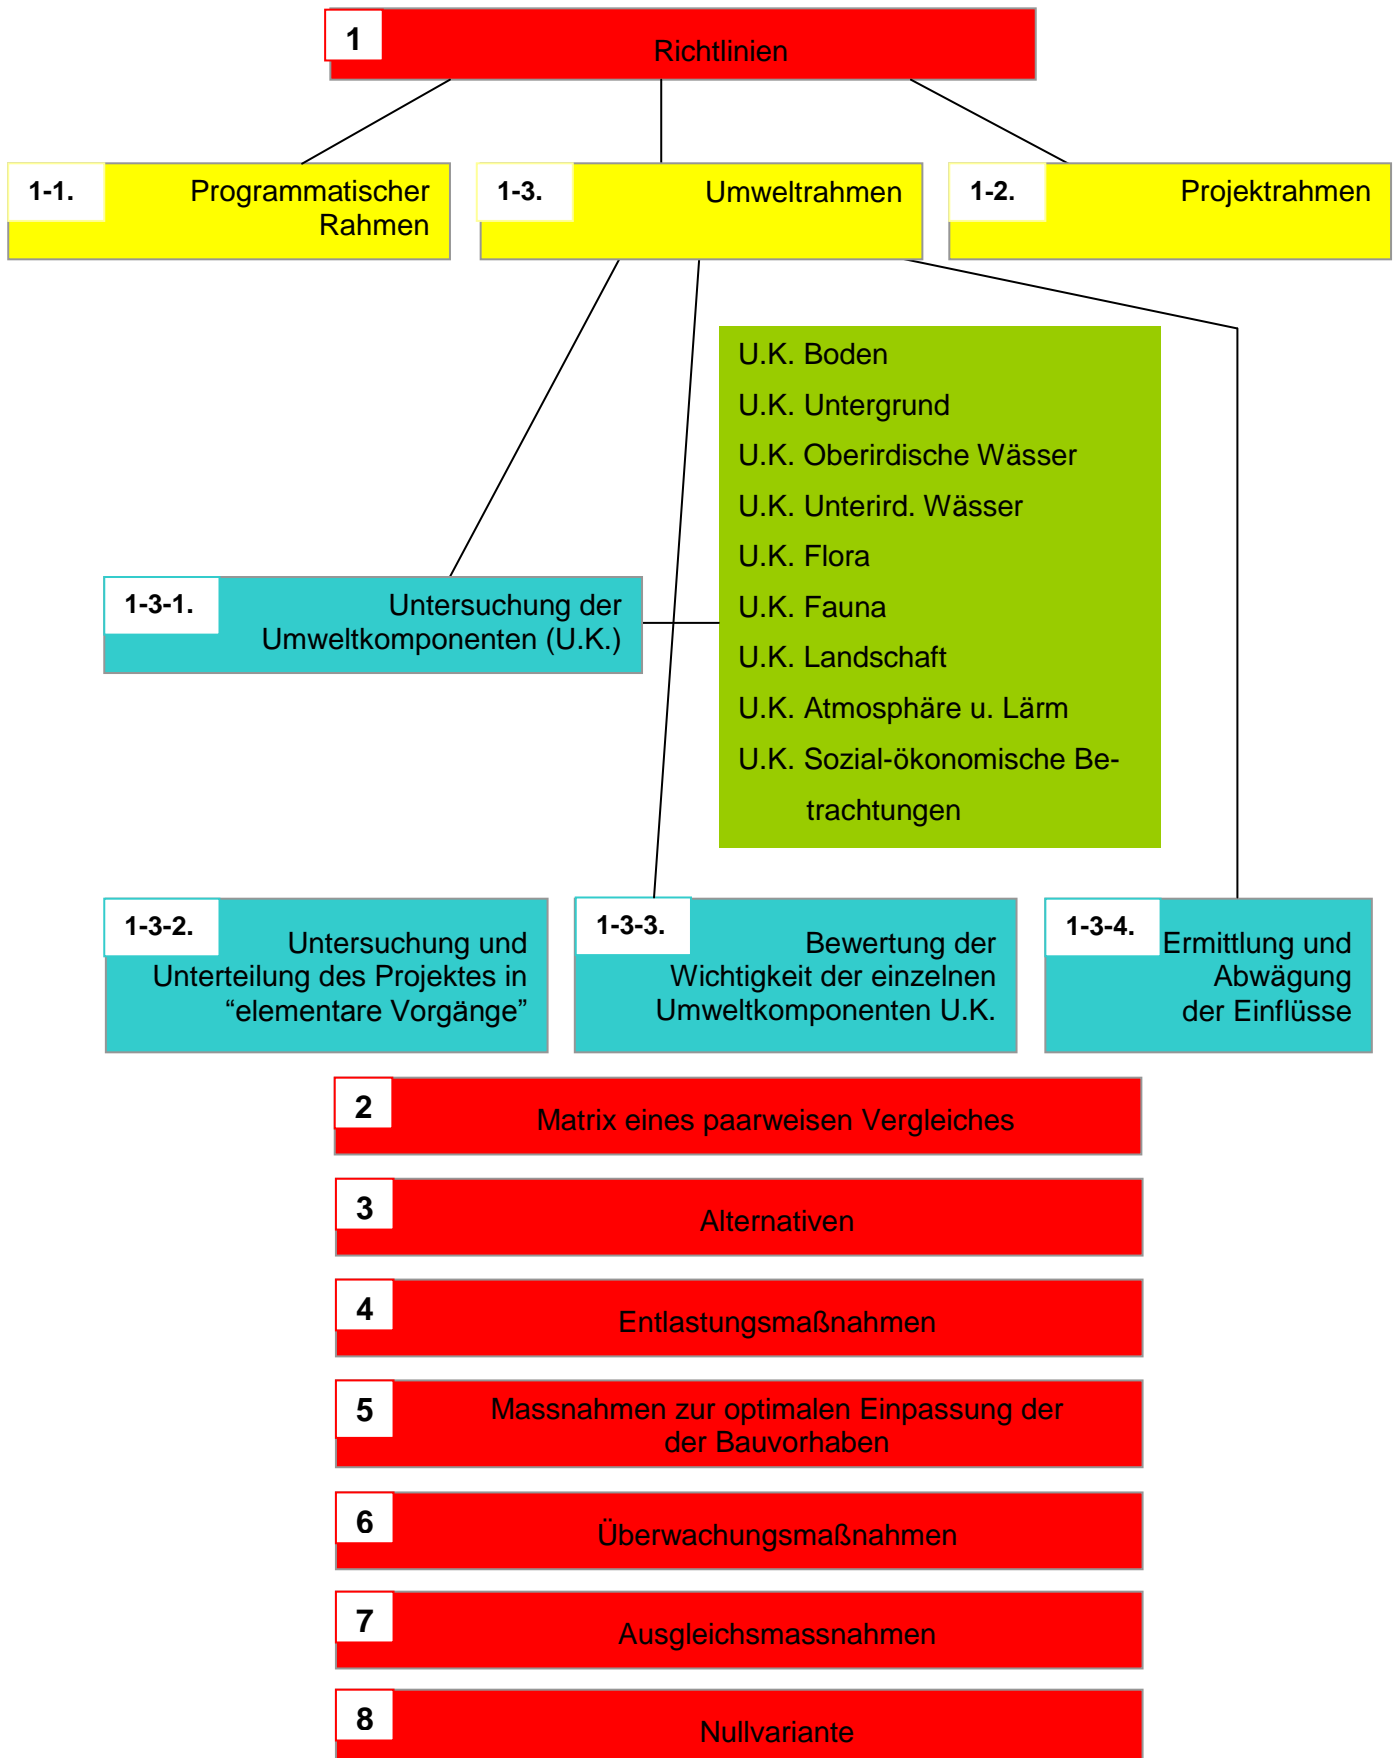 1
Richtlinien
1-1.
Programmatischer
Rahmen
1-3.
Umweltrahmen
1-2.
Projektrahmen
U.K. Boden
U.K. Untergrund
U.K. Oberirdische Wässer
U.K. Unterird. Wässer
U.K. Flora
U.K. Fauna
U.K. Landschaft
U.K. Atmosphäre u. Lärm
U.K. Sozial-ökonomische Be-
trachtungen
1-3-1.
Untersuchung der
Umweltkomponenten (U.K.)
1-3-2.
Untersuchung und
Unterteilung des Projektes in
“elementare Vorgänge”
1-3-3.
Bewertung der
Wichtigkeit der einzelnen
Umweltkomponenten U.K.
1-3-4.
Ermittlung und
Abwägung
der Einflüsse
2
Matrix eines paarweisen Vergleiches
3
Alternativen
4
Entlastungsmaßnahmen
5
Massnahmen zur optimalen Einpassung der
der Bauvorhaben
6
Überwachungsmaßnahmen
7
Ausgleichsmassnahmen
8
Nullvariante